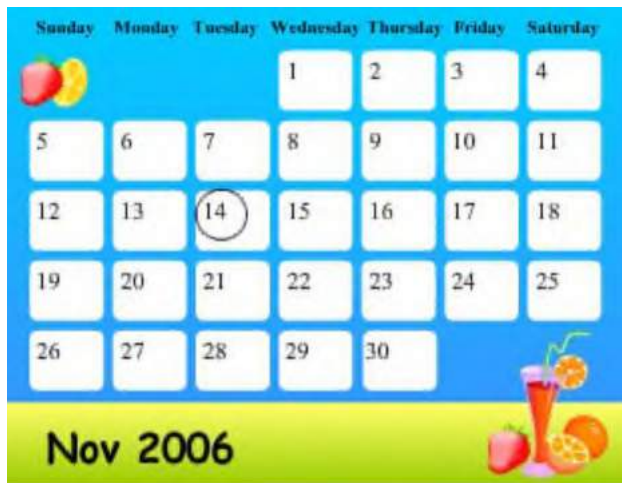 Sunday Monday Tuesday Wednesday Thursday Friday Saturday
1 2 3 4
5 6 7 8 9 10 11
12 13 14 15 16 17 18
19 20 21 22 23 24 25
26 27 28 29 30
Nov 2006